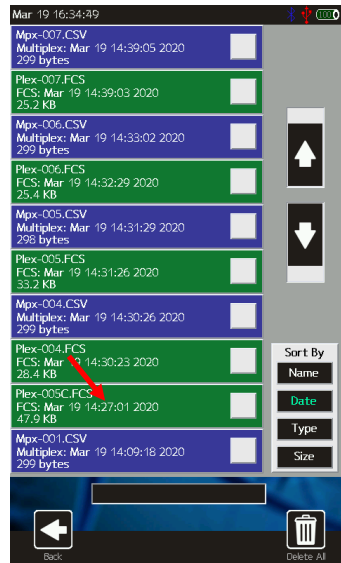 Mar 19 16:34:49
100
Mpx-007.CSV
Multiplex: Mar 19 14:39:05 2020
299 bytes
Plex-007.FCS
FCS: Mar 19 14:39:03 2020
25.2 KB
Mpx-006.CSV
Multiplex: Mar 19 14:33:02 2020
299 bytes
Plex-006.FCS
FCS: Mar 19 14:32:29 2020
25.4 KB
Mpx-005.CSV
Multiplex: Mar 19 14:31:29 2020
298 bytes
Plex-005.FCS
FCS: Mar 19 14:31:26 2020
33.2 KB
Mpx-004.CSV
Multiplex: Mar 19 14:30:26 2020
299 bytes
Plex-004.FCS
FCS: Mar 19 14:30:23 2020
28.4 KB
Plex-005C.FCS
FCS: Mar 19 14:27:01 2020
47.9 KB
Mpx-001.CSV
Multiplex: Mar 19 14:09:18 2020
299 bytes
Sort By
Name
Date
Type
Size
Back
Delete All